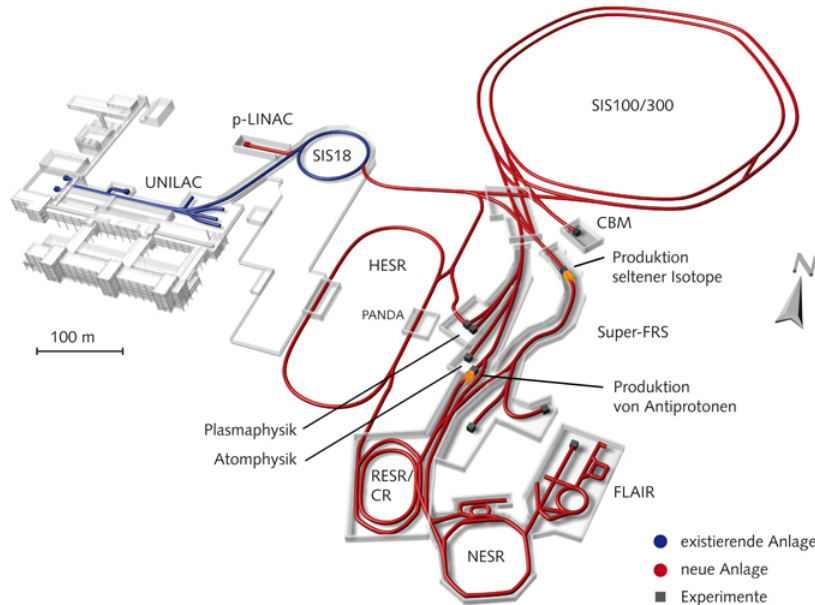 p-LINAC
SIS18
SIS100/300
UNILAC
CBM
N
HESR
Produktion
seltener Isotope
PANDA
100 m
Super-FRS
Produktion
von Antiprotonen
Plasmaphysik
Atomphysik
RESR/
CR
FLAIR
NESR
existierende Anlage
neue Anlage
Experimente